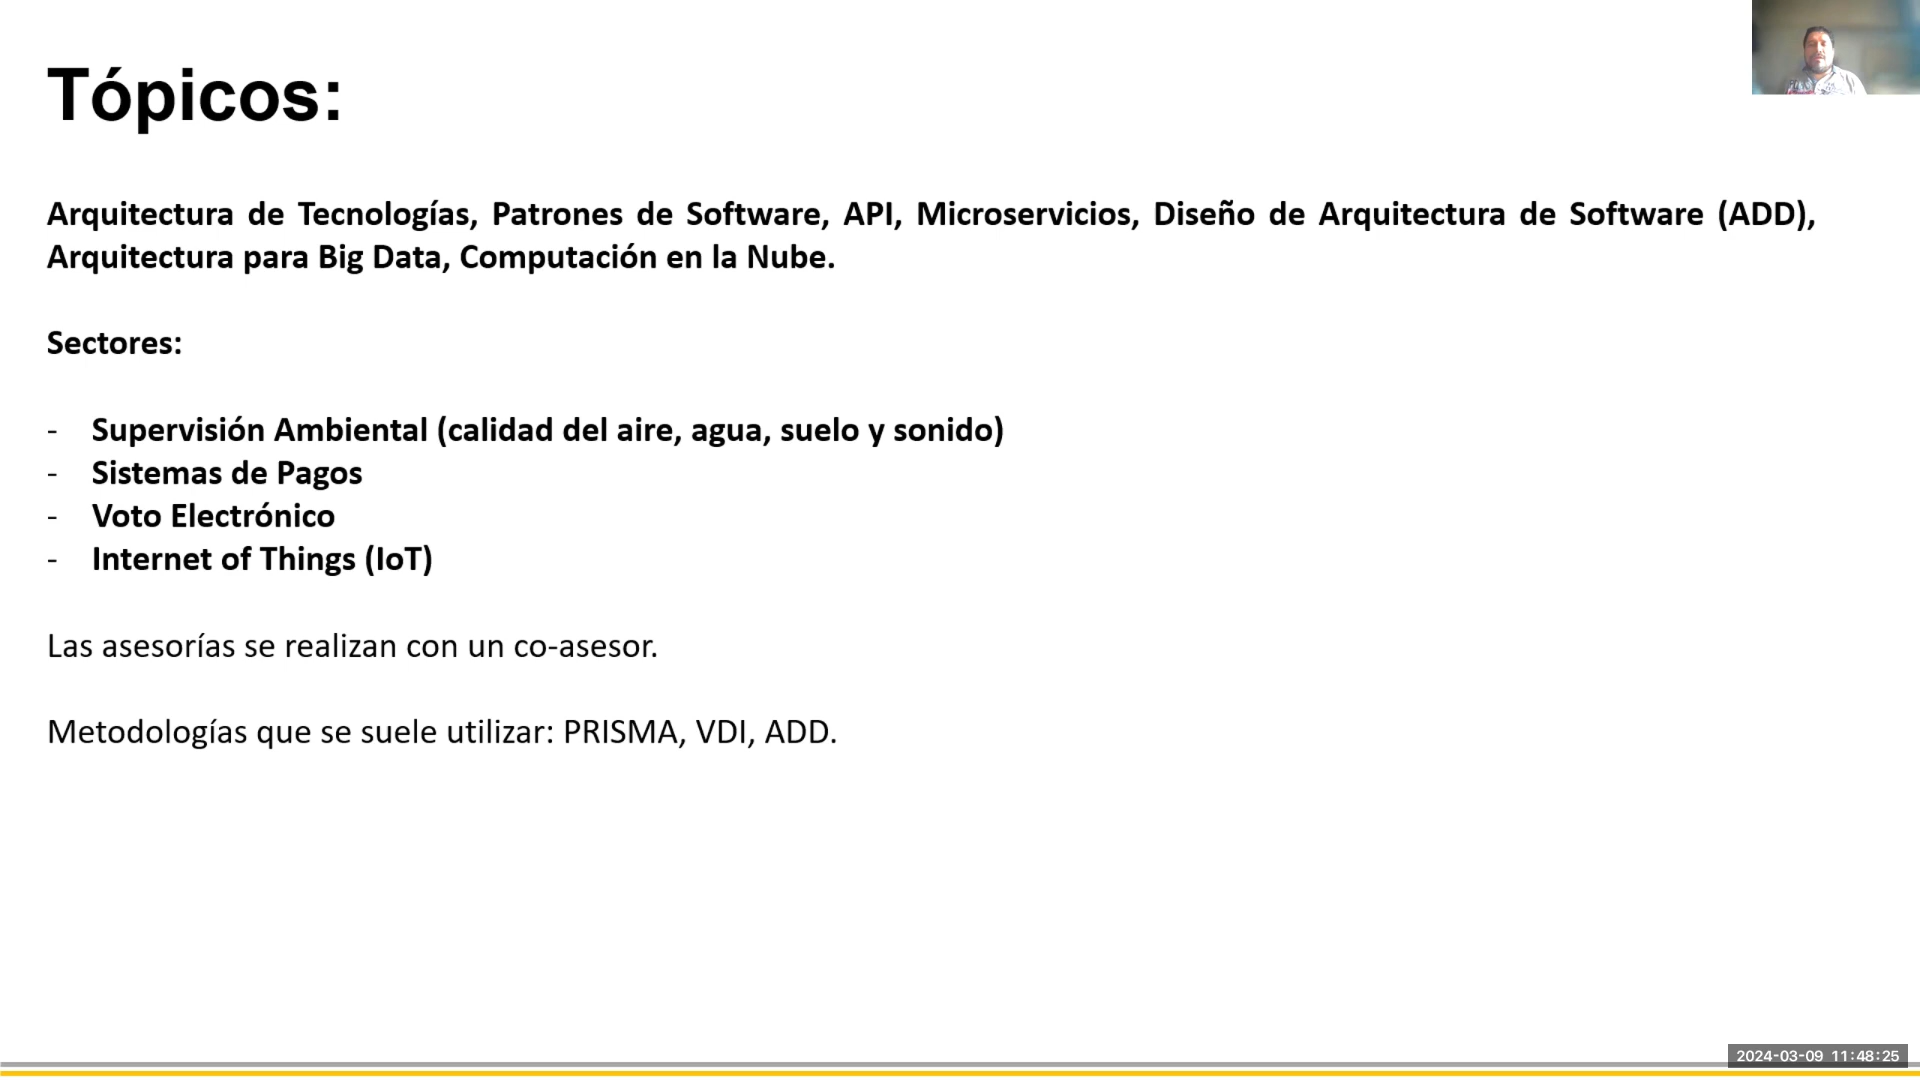 Tópicos:
Arquitectura de Tecnologías, Patrones de Software, API, Microservicios, Diseño de Arquitectura de Software (ADD),
Arquitectura para Big Data, Computación en la Nube.
Sectores:
- Supervisión Ambiental (calidad del aire, agua, suelo y sonido)
- Sistemas de Pagos
- Voto Electrónico
- Internet of Things (IoT)
Las asesorías se realizan con un co-asesor.
Metodologías que se suele utilizar: PRISMA, VDI, ADD.
2024-03-09 11:48:25